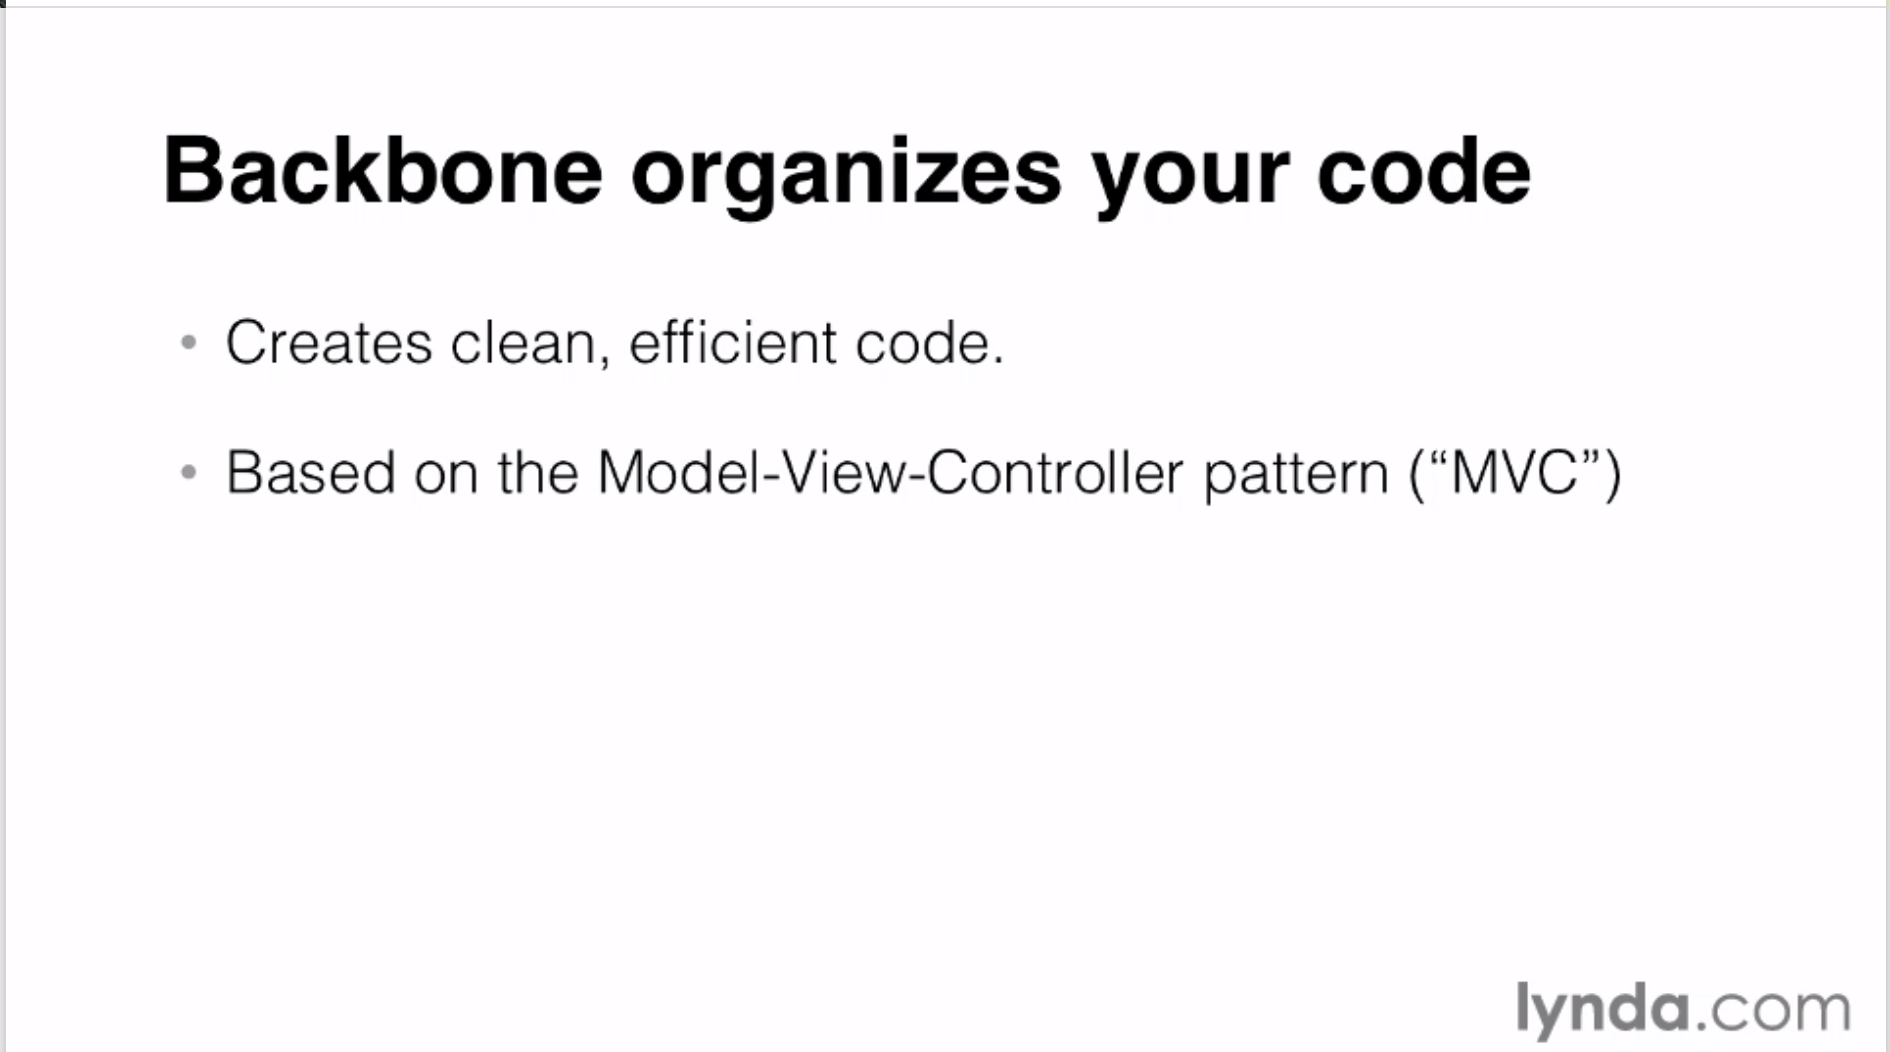 Backbone organizes your code
• Creates clean, efficient code.
• Based on the Model-View-Controller pattern (“MVC”)
lynda.com